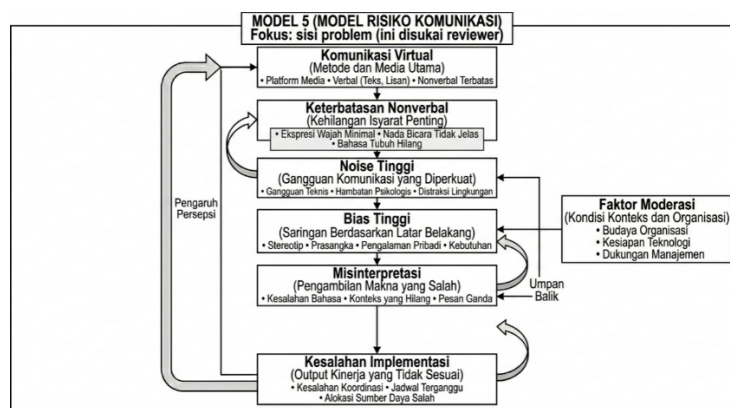 MODEL 5 (MODEL RISIKO KOMUNIKASI)
Fokus: sisi problem (ini disukai reviewer)
Komunikasi Virtual
(Metode dan Media Utama)
• Platform Media • Verbal (Teks, Lisan) • Nonverbal Terbatas
Keterbatasan Nonverbal
(Kehilangan Isyarat Penting)
• Ekspresi Wajah Minimal • Nada Bicara Tidak Jelas
• Bahasa Tubuh Hilang
Noise Tinggi
(Gangguan Komunikasi yang Diperkuat)
• Gangguan Teknis • Hambatan Psikologis • Distraksi Lingkungan
Pengaruh
Persepsi
Bias Tinggi
(Saringan Berdasarkan Latar Belakang)
• Stereotip • Prasangka • Pengalaman Pribadi • Kebutuhan
Faktor Moderasi
(Kondisi Konteks dan Organisasi)
• Budaya Organisasi
• Kesiapan Teknologi
• Dukungan Manajemen
Misinterpretasi
(Pengambilan Makna yang Salah)
• Kesalahan Bahasa • Konteks yang Hilang • Pesan Ganda
Umpan
Balik
Kesalahan Implementasi
(Output Kinerja yang Tidak Sesuai)
• Kesalahan Koordinasi • Jadwal Terganggu
• Alokasi Sumber Daya Salah